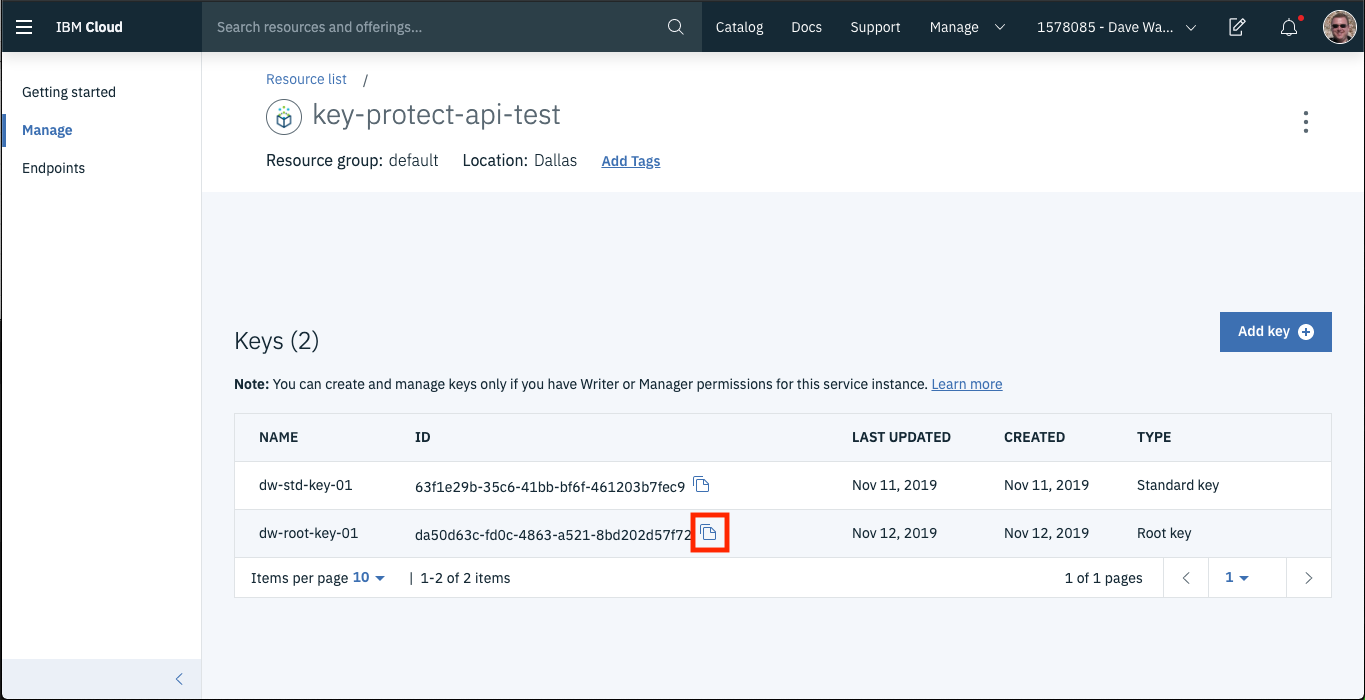 IBM Cloud
Search resources and offerings...
Catalog
Docs
Support
Manage
1578085 - Dave Wa...
Getting started
Manage
Endpoints
Resource list /
key-protect-api-test
Resource group: default Location: Dallas Add Tags
Keys (2)
Add key
Note: You can create and manage keys only if you have Writer or Manager permissions for this service instance. Learn more
NAME ID LAST UPDATED CREATED TYPE
dw-std-key-01 63f1e29b-35c6-41bb-bf6f-461203b7fec9 Nov 11, 2019 Nov 11, 2019 Standard key
dw-root-key-01 da50d63c-fd0c-4863-a521-8bd202d57f72 Nov 12, 2019 Nov 12, 2019 Root key
Items per page 10 | 1-2 of 2 items 1 of 1 pages 1